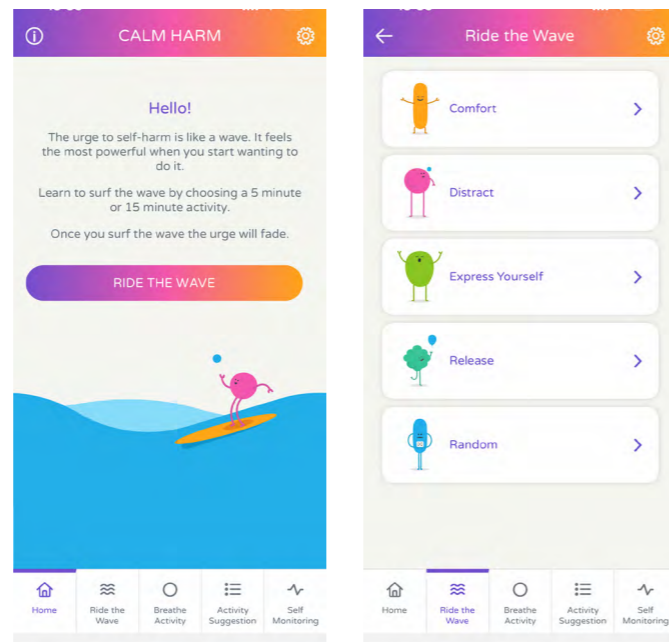 CALM HARM
Hello!
The urge to self-harm is like a wave. It feels
the most powerful when you start wanting to
do it.
Learn to surf the wave by choosing a 5 minute
or 15 minute activity.
Once you surf the wave the urge will fade.
RIDE THE WAVE
Home
Ride the
Wave
Breathe
Activity
Activity
Suggestion
Self
Monitoring
Ride the Wave
Comfort
Distract
Express Yourself
Release
Random
Home
Ride the
Wave
Breathe
Activity
Activity
Suggestion
Self
Monitoring